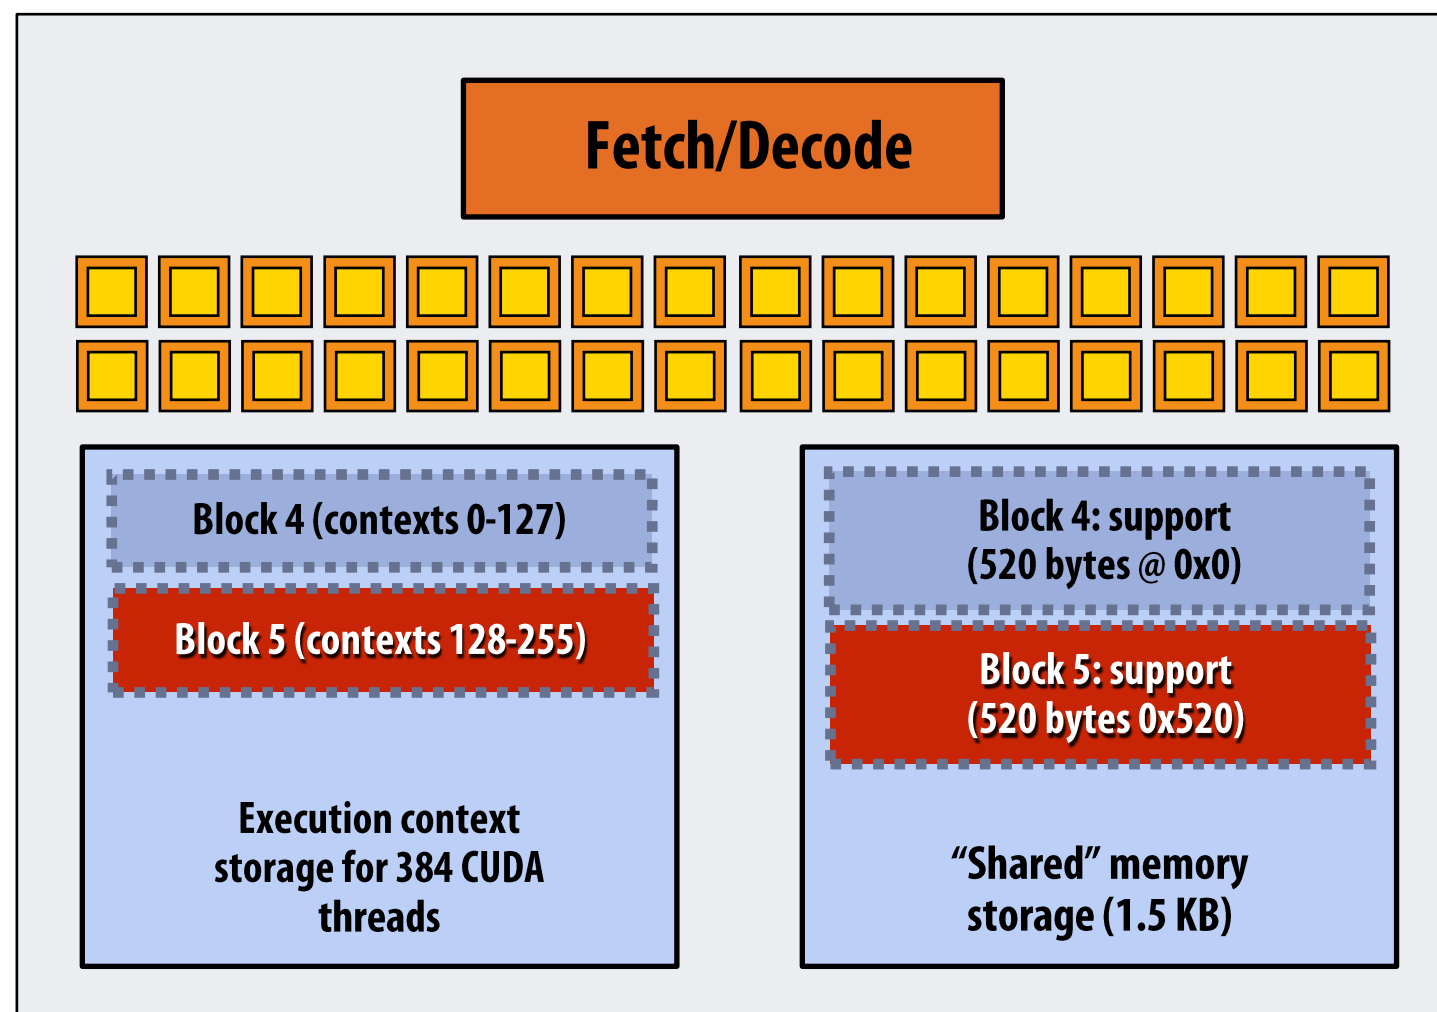 Fetch/Decode
Block 4 (contexts 0-127)
Block 5 (contexts 128-255)
Execution context
storage for 384 CUDA
threads
Block 4: support
(520 bytes @ 0x0)
Block 5: support
(520 bytes 0x520)
“Shared” memory
storage (1.5 KB)